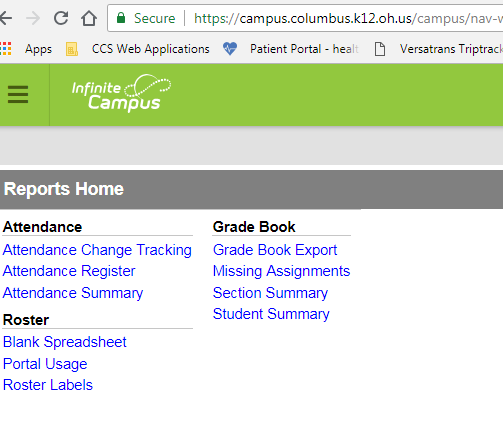 Secure | https://campus.columbus.k12.oh.us/campus/nav-w
Apps CCS Web Applications Patient Portal - healt Versatrans Triptrack
Infinite
Campus
Reports Home
Attendance
Attendance Change Tracking
Attendance Register
Attendance Summary
Roster
Blank Spreadsheet
Portal Usage
Roster Labels
Grade Book
Grade Book Export
Missing Assignments
Section Summary
Student Summary